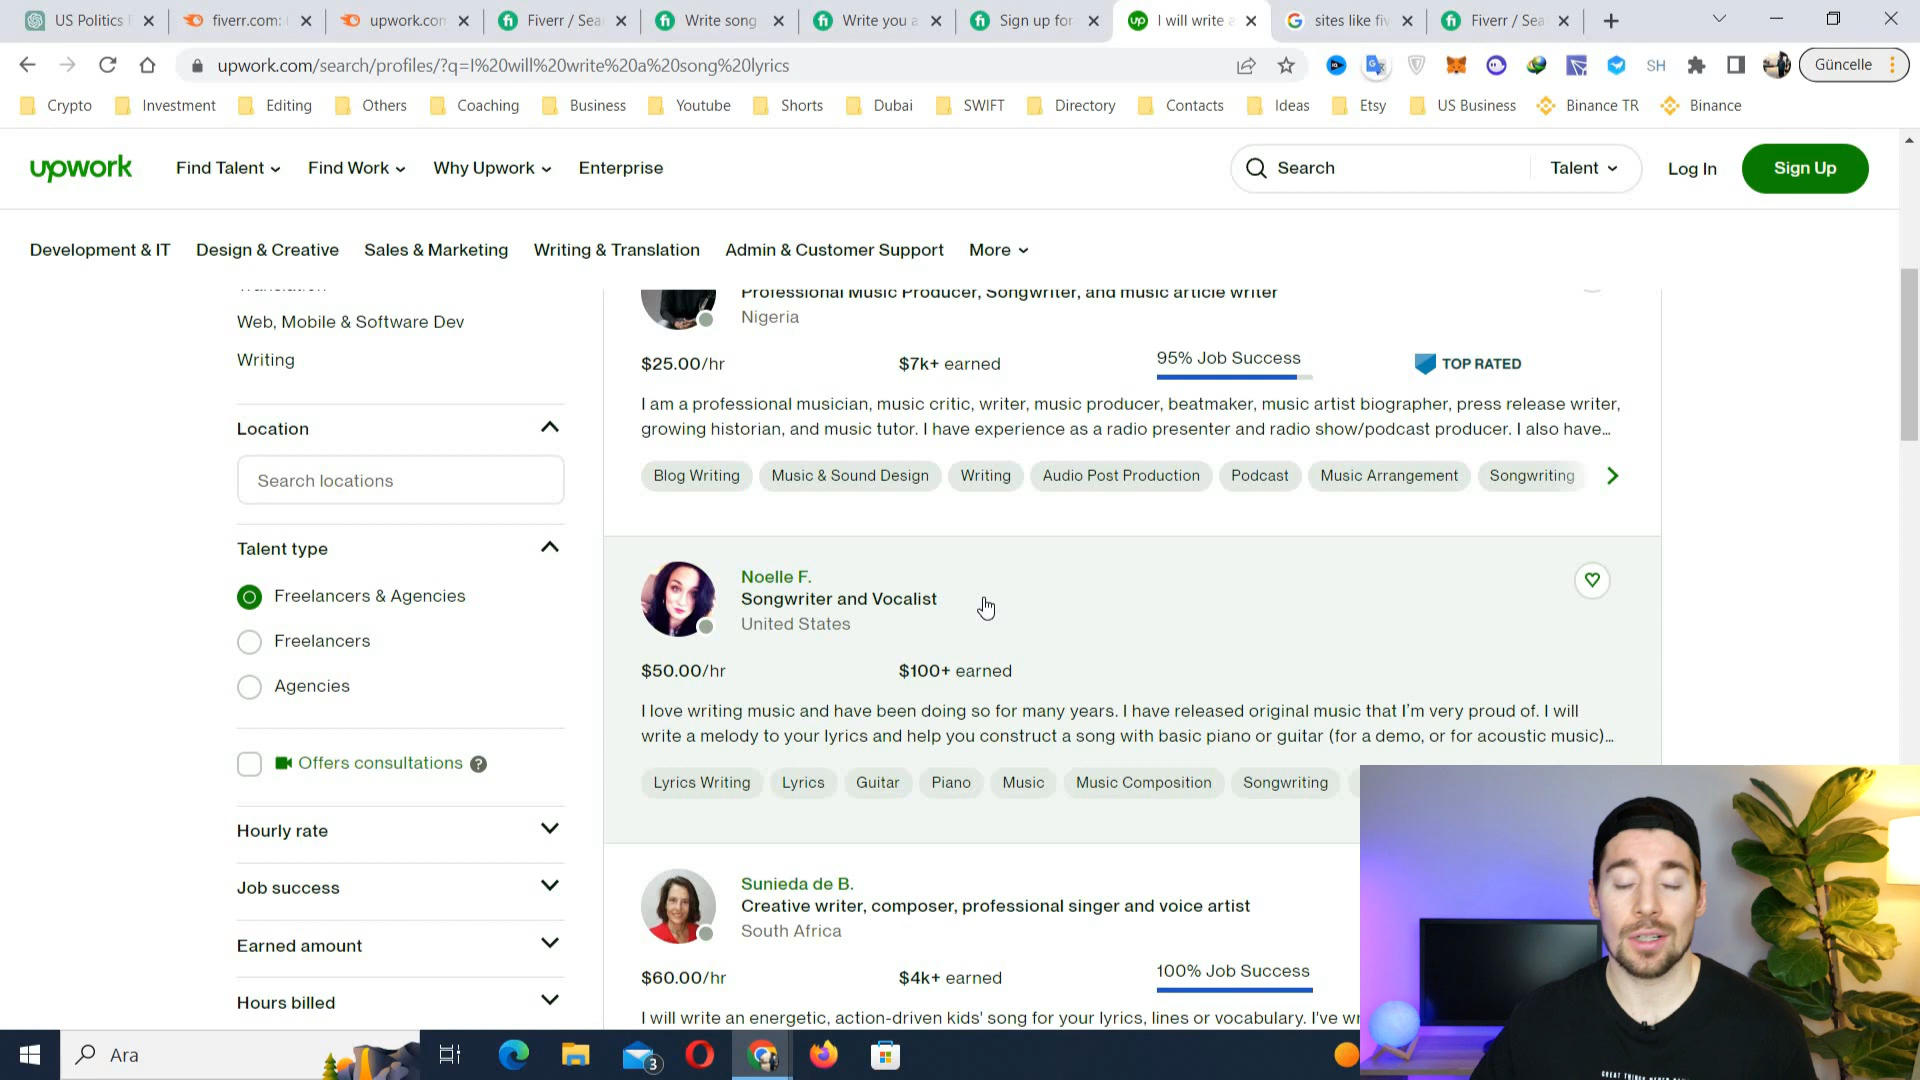 US Politics
fiverr.com:
upwork.com
Fiverr / Sea
Write song
Write you a
Sign up for
I will write a
sites like fiv
Fiverr / Sea
upwork.com/search/profiles/?q=I%20will%20write%20a%20song%20lyrics
SH
Güncelle
Crypto
Investment
Editing
Others
Coaching
Business
Youtube
Shorts
Dubai
SWIFT
Directory
Contacts
Ideas
Etsy
US Business
Binance TR
Binance
upwork
Find Talent
Find Work
Why Upwork
Enterprise
Search
Talent
Log In
Sign Up
Development & IT
Design & Creative
Sales & Marketing
Writing & Translation
Admin & Customer Support
More
Translation
Web, Mobile & Software Dev
Writing
Location
Search locations
Talent type
Freelancers & Agencies
Freelancers
Agencies
Offers consultations ?
Hourly rate
Job success
Earned amount
Hours billed
Professional Music Producer, Songwriter, and music article writer
Nigeria
$25.00/hr
$7k+ earned
95% Job Success
TOP RATED
I am a professional musician, music critic, writer, music producer, beatmaker, music artist biographer, press release writer,
growing historian, and music tutor. I have experience as a radio presenter and radio show/podcast producer. I also have...
Blog Writing
Music & Sound Design
Writing
Audio Post Production
Podcast
Music Arrangement
Songwriting
Noelle F.
Songwriter and Vocalist
United States
$50.00/hr
$100+ earned
I love writing music and have been doing so for many years. I have released original music that I'm very proud of. I will
write a melody to your lyrics and help you construct a song with basic piano or guitar (for a demo, or for acoustic music)...
Lyrics Writing
Lyrics
Guitar
Piano
Music
Music Composition
Songwriting
Sunieda de B.
Creative writer, composer, professional singer and voice artist
South Africa
$60.00/hr
$4k+ earned
100% Job Success
I will write an energetic, action-driven kids' song for your lyrics, lines or vocabulary. I've wr
Ara
3